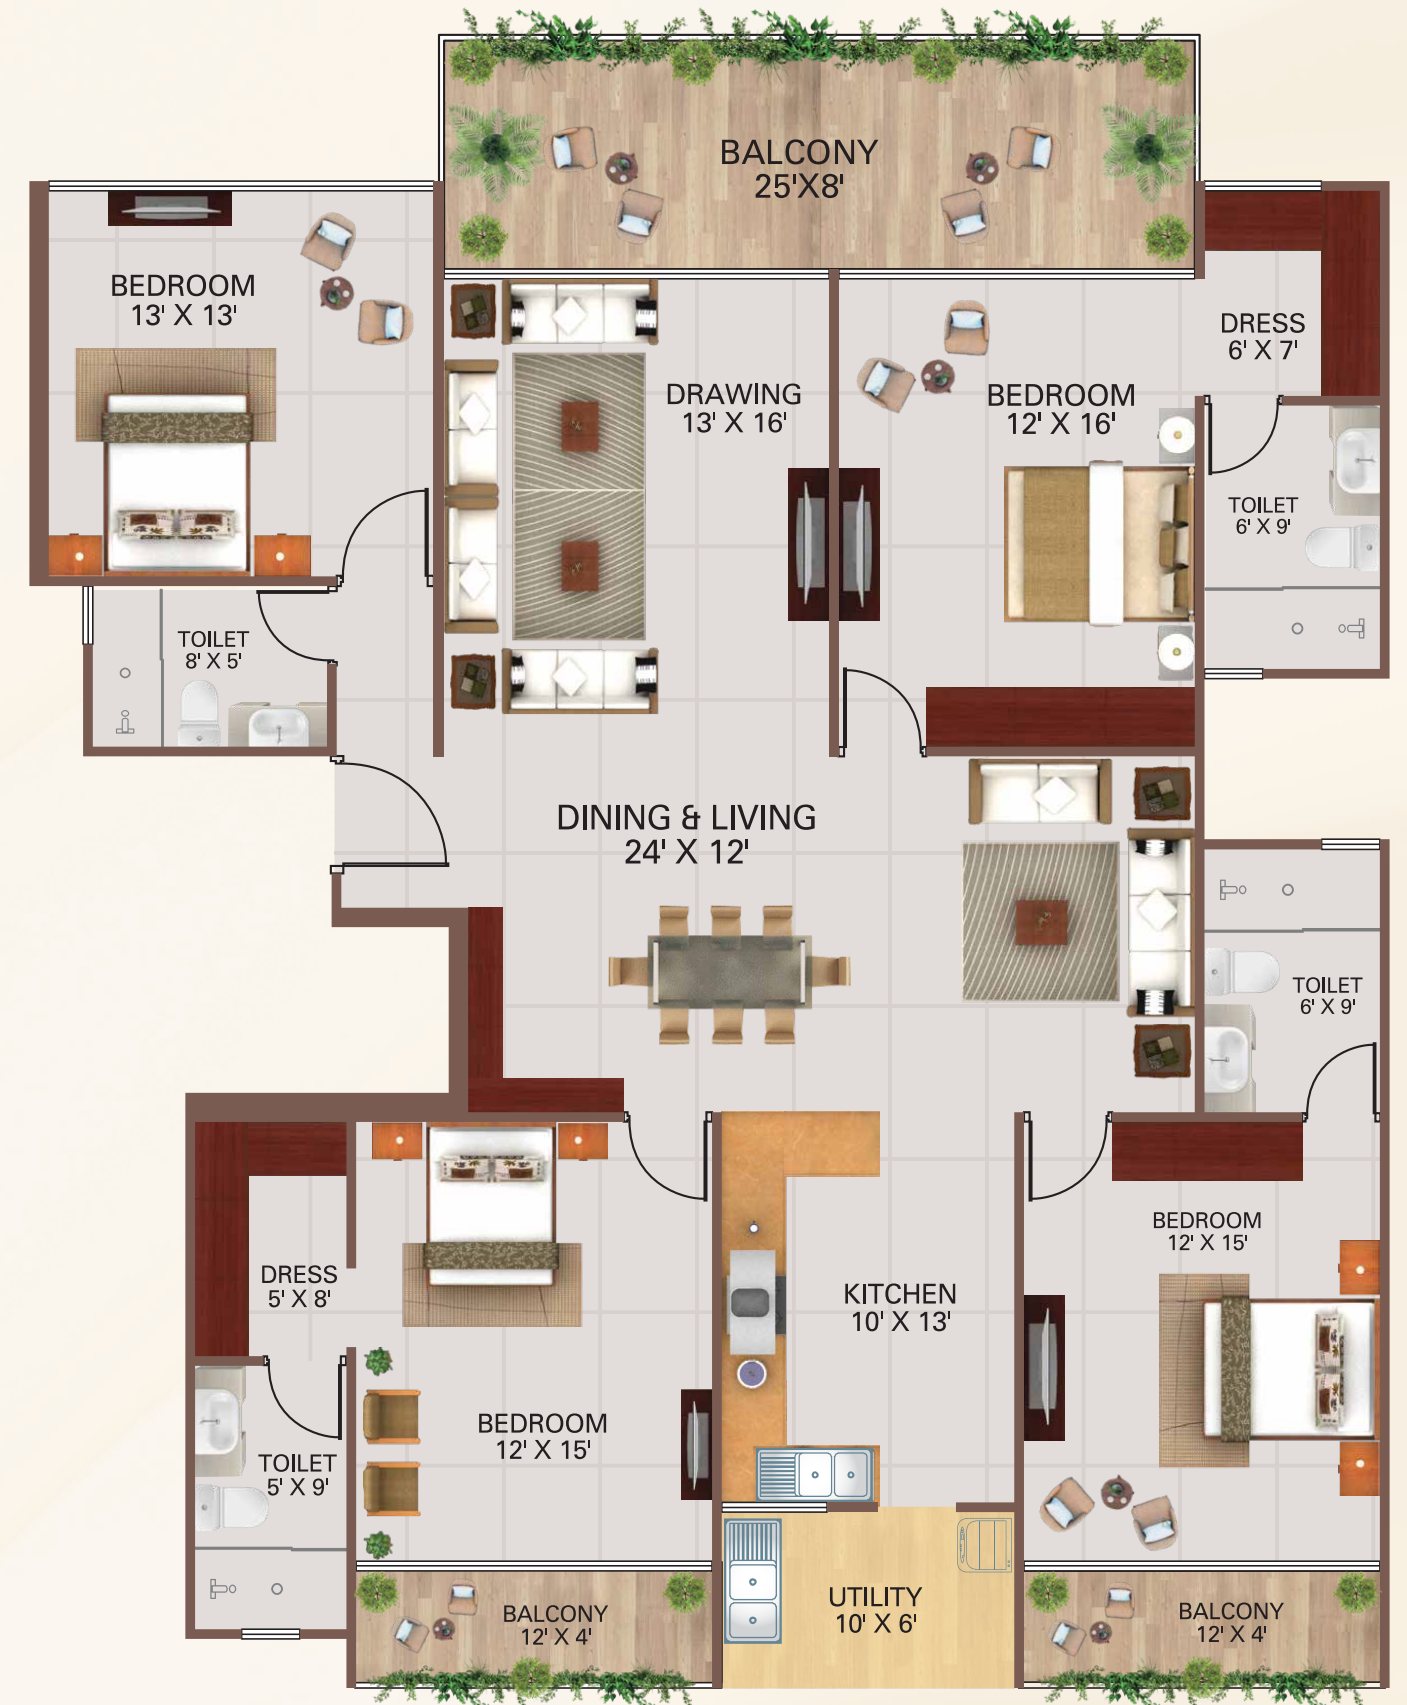 BALCONY
25'X8'
BEDROOM
13' X 13'
DRESS
6' X 7'
DRAWING
13' X 16'
BEDROOM
12' X 16'
TOILET
6' X 9'
TOILET
8' X 5'
DINING & LIVING
24' X 12'
TOILET
6' X 9'
BEDROOM
12' X 15'
DRESS
5' X 8'
KITCHEN
10' X 13'
BEDROOM
12' X 15'
TOILET
5' X 9'
BALCONY
12' X 4'
UTILITY
10' X 6'
BALCONY
12' X 4'